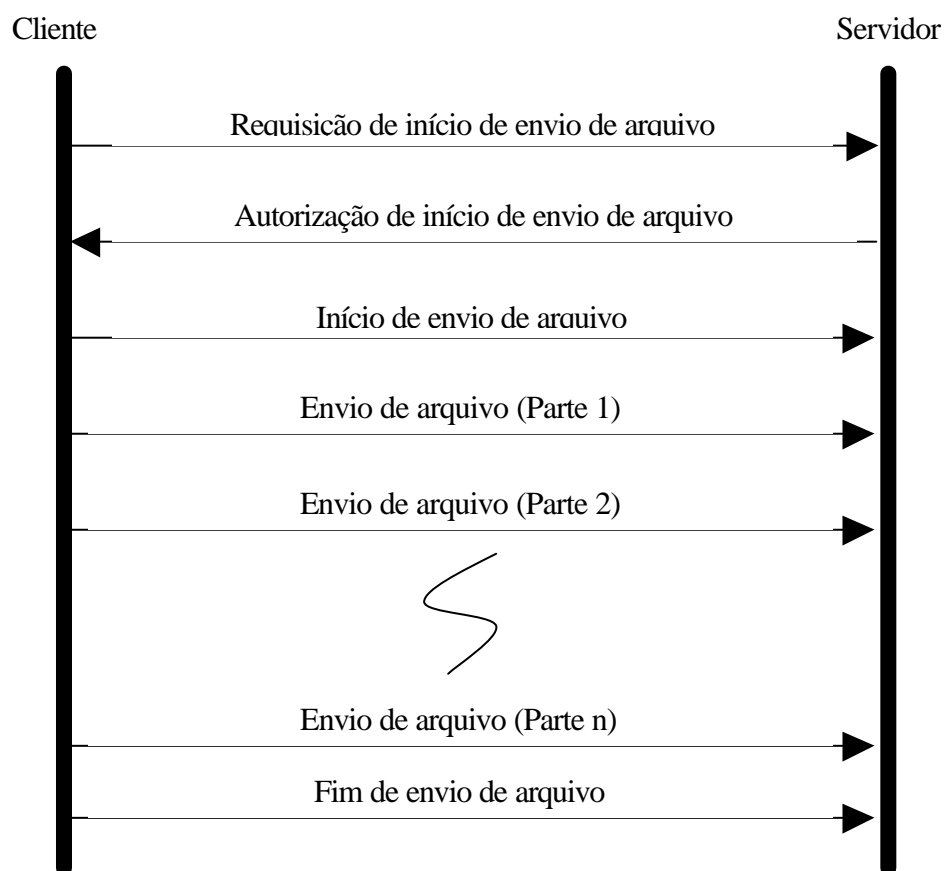 Cliente
Servidor
Requisição de início de envio de arquivo
Autorização de início de envio de arquivo
Início de envio de arquivo
Envio de arquivo (Parte 1)
Envio de arquivo (Parte 2)
Envio de arquivo (Parte n)
Fim de envio de arquivo